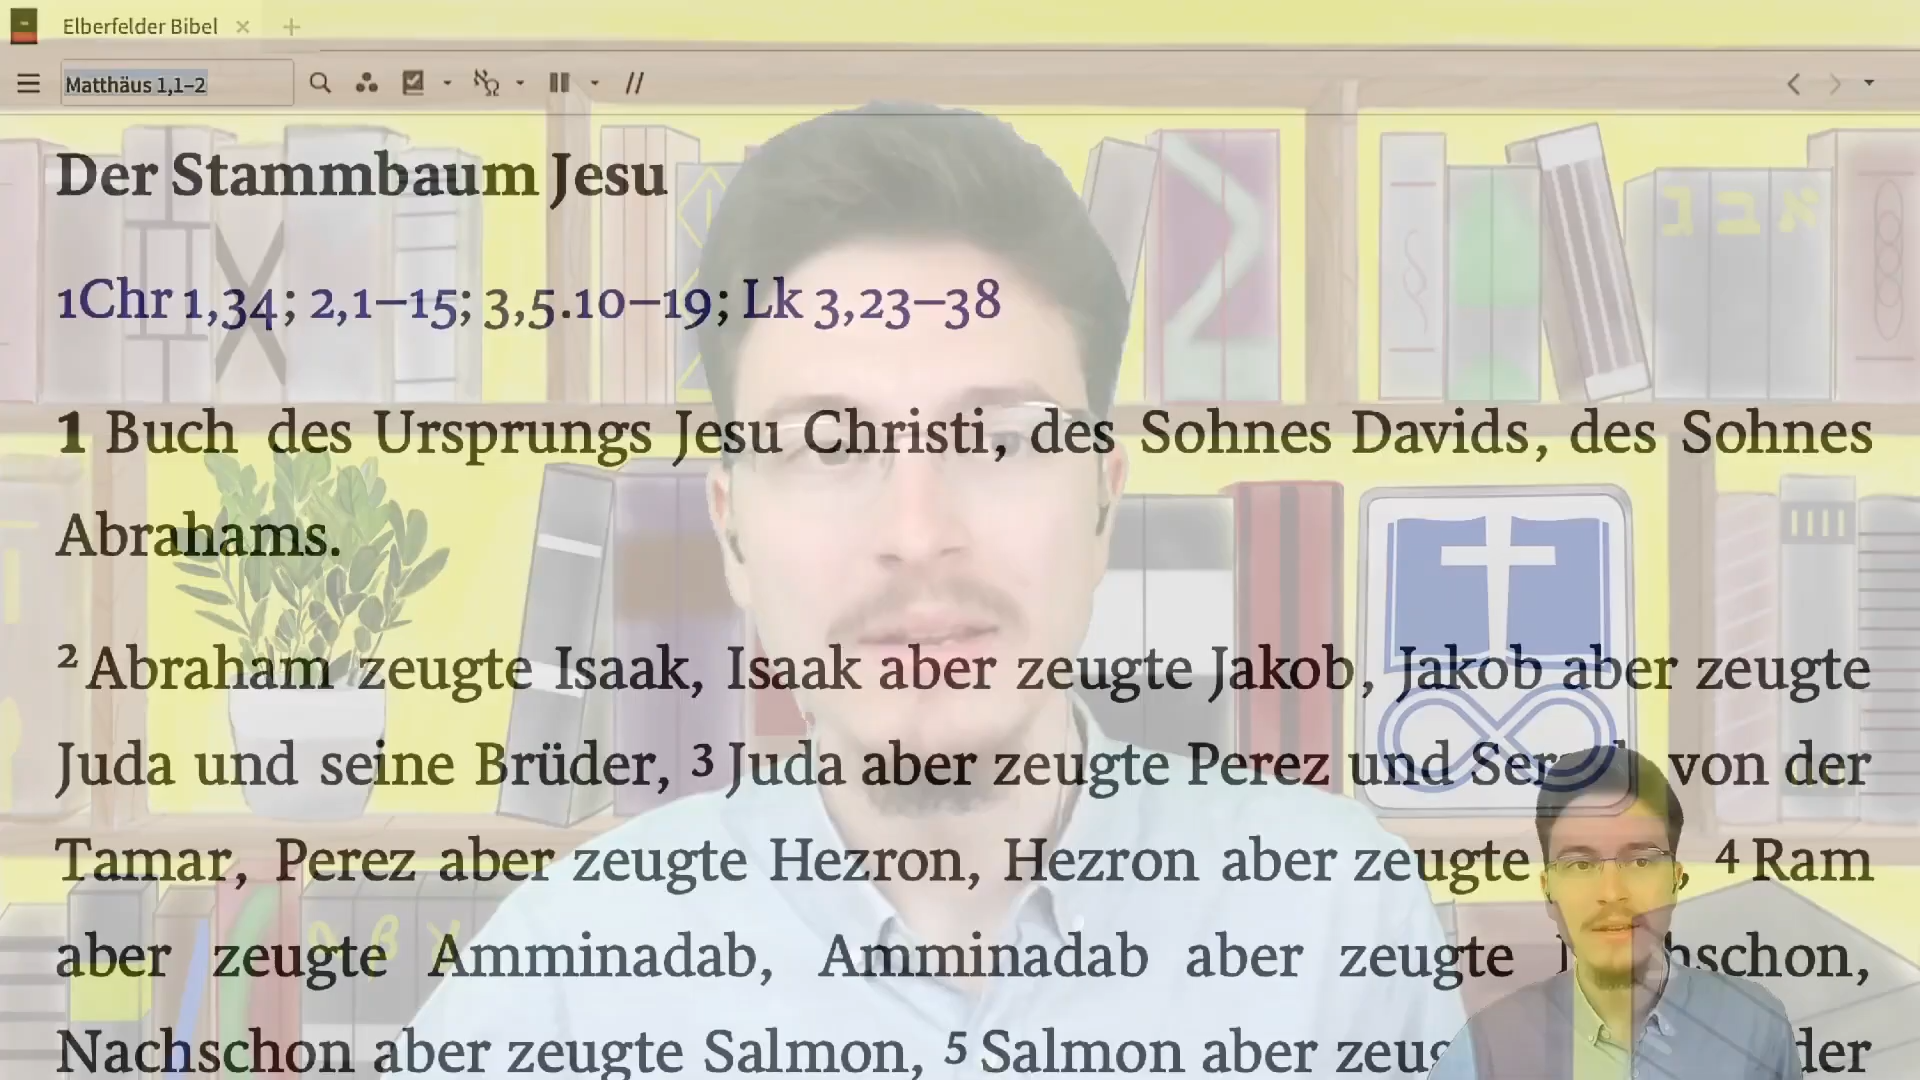 Elberfelder Bibel
Matthäus 1,1–2
Der Stammbaum Jesu
1Chr 1,34; 2,1–15; 3,5.10–19; Lk 3,23–38
1 Buch des Ursprungs Jesu Christi, des Sohnes Davids, des Sohnes
Abrahams.
2 Abraham zeugte Isaak, Isaak aber zeugte Jakob, Jakob aber zeugte
Juda und seine Brüder, 3 Juda aber zeugte Perez und von der
Tamar, Perez aber zeugte Hezron, Hezron aber zeugte , 4 Ram
aber zeugte Amminadab, Amminadab aber zeugte
Nachschon aber zeugte Salmon, 5 Salmon aber
א ב ג
α β γ